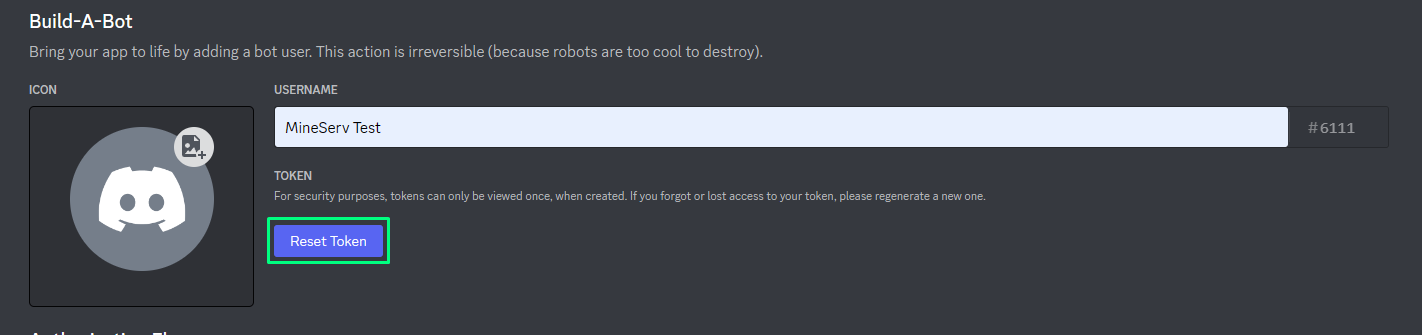 Build-A-Bot
Bring your app to life by adding a bot user. This action is irreversible (because robots are too cool to destroy).
ICON
USERNAME
MineServ Test
#6111
TOKEN
For security purposes, tokens can only be viewed once, when created. If you forgot or lost access to your token, please regenerate a new one.
Reset Token